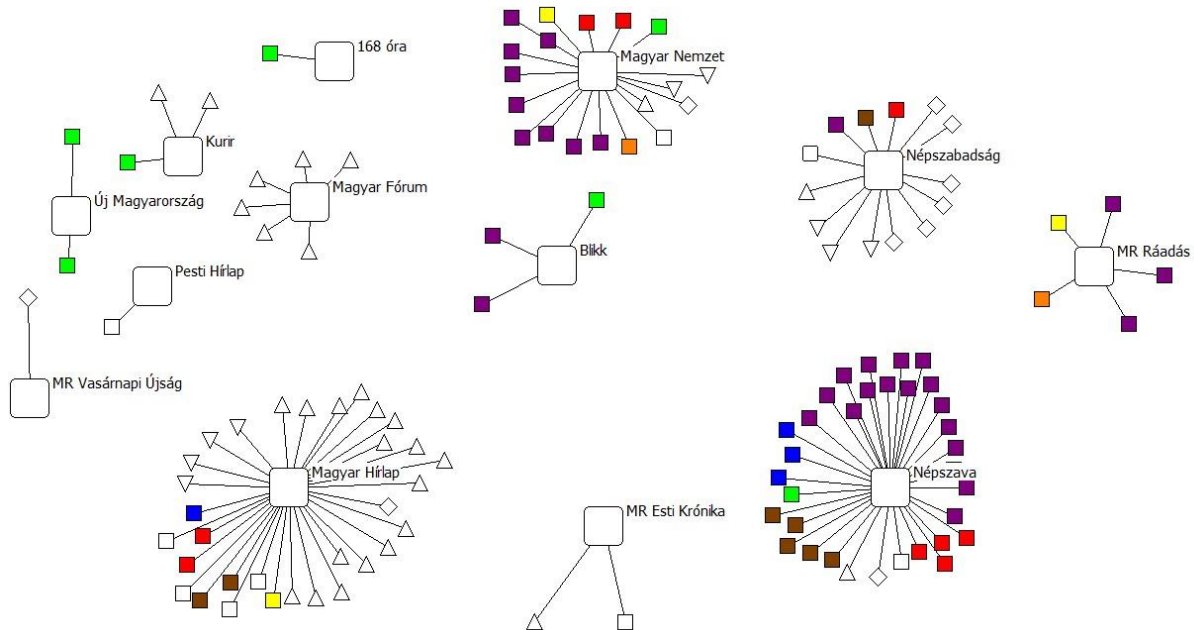 168 óra
Magyar Nemzet
Kurir
Népszabadság
Magyar Fórum
Új Magyarország
Blikk
MR Ráadás
Pesti Hírlap
MR Vasárnapi Újság
Magyar Hírlap
Népszava
MR Esti Krónika